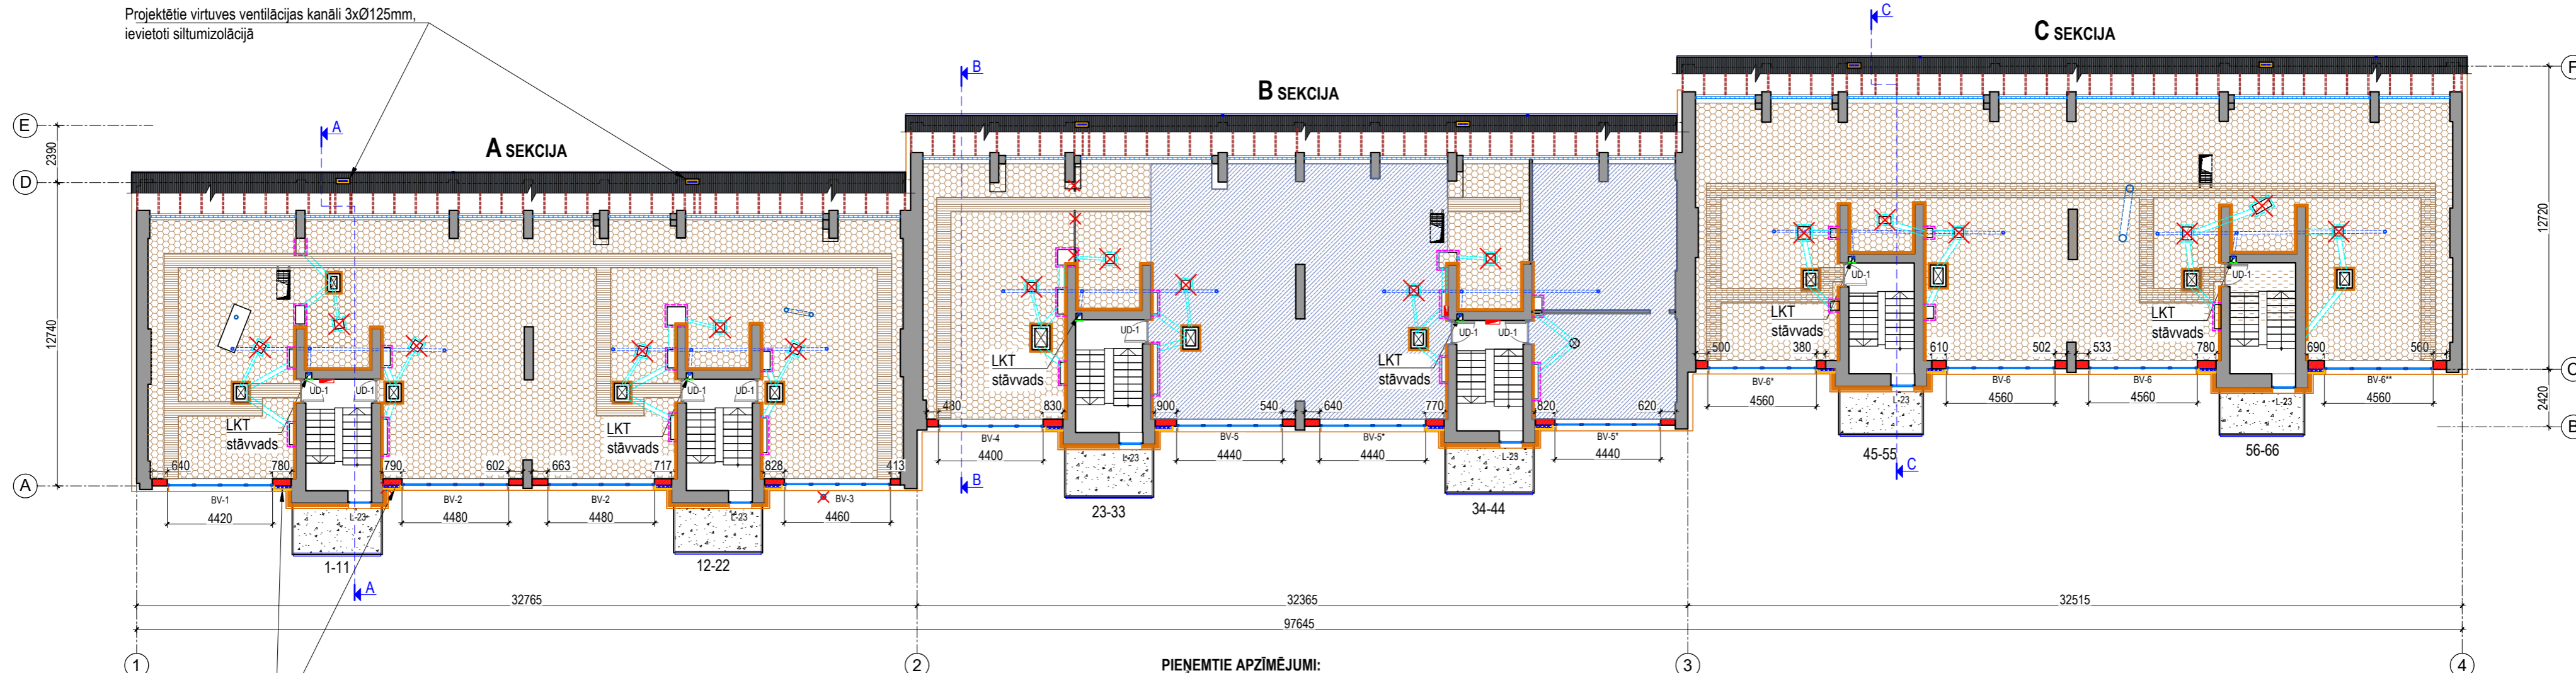 Projektētie virtuves ventilācijas kanāli 3xØ125mm,
ievietoti siltumizolācijā
C
C SEKCIJA
F
B
B SEKCIJA
E
A
A SEKCIJA
2390
D
12720
12740
UD-1
UD-1
LKT
stāvvads
LKT
stāvvads
UD-1
UD-1
UD-1
LKT
stāvvads
LKT
stāvvads
500
380
610
502
533
780
690
560
C
BV-6*
BV-6
BV-6
BV-6**
4560
4560
4560
4560
L-23
L-23
2420
B
UD-1
UD-1
UD-1
UD-1
480
830
900
540
640
770
820
620
LKT
stāvvads
LKT
stāvvads
BV-4
BV-5
BV-5*
BV-5*
4400
4440
4440
4440
L-23
L-23
45-55
56-66
C
640
780
790
602
663
717
828
413
A
B
BV-1
BV-2
BV-2
BV-3
4420
4480
4480
4460
L-23
L-23
23-33
34-44
1-11
12-22
A
32765
32365
32515
97645
1
2
PIEŅEMTIE APZĪMĒJUMI:
3
4